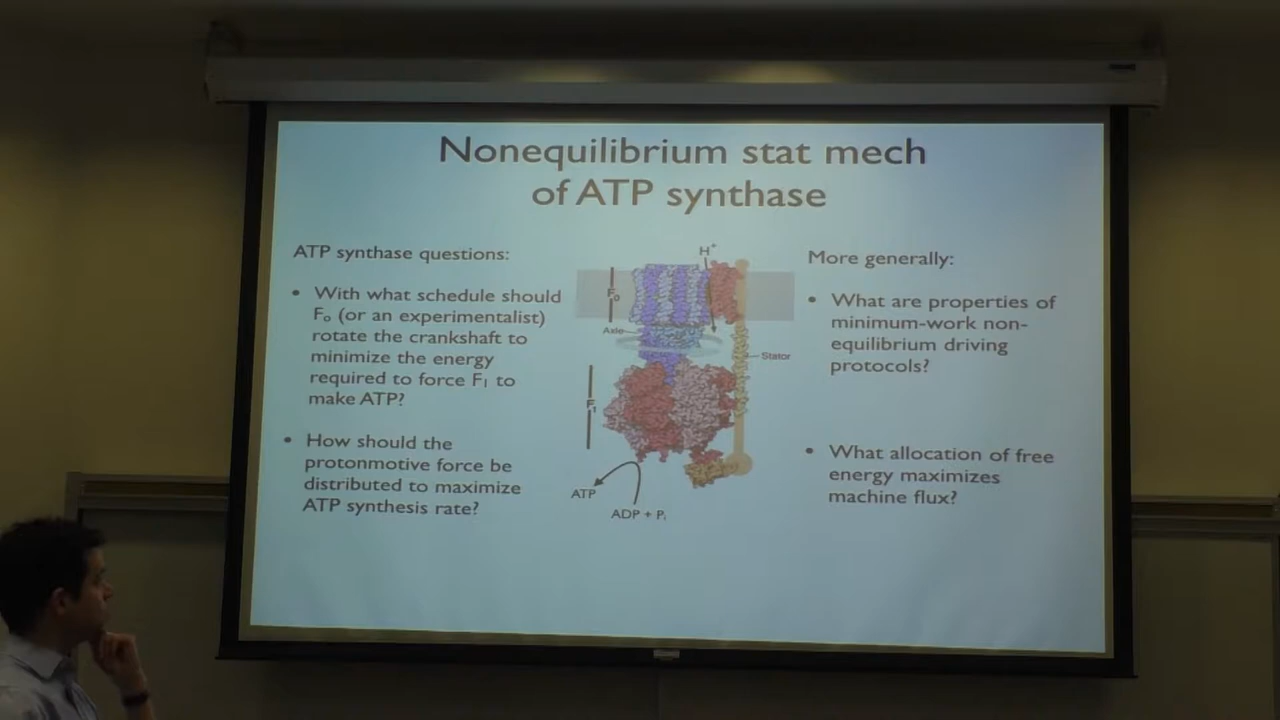 Nonequilibrium stat mech
of ATP synthase
ATP synthase questions:
• With what schedule should
Fₒ (or an experimentalist)
rotate the crankshaft to
minimize the energy
required to force F₁ to
make ATP?
• How should the
protonmotive force be
distributed to maximize
ATP synthesis rate?
H⁺
Fₒ
Axle
Stator
F₁
ATP
ADP + Pᵢ
More generally:
• What are properties of
minimum-work non-
equilibrium driving
protocols?
• What allocation of free
energy maximizes
machine flux?